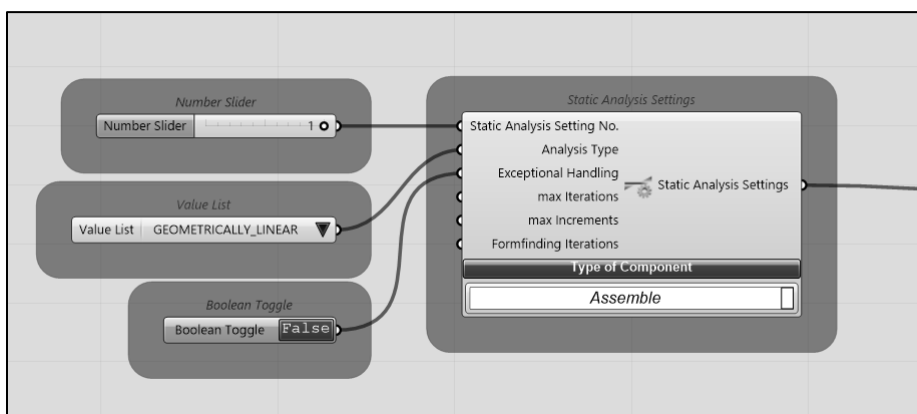 Number Slider
Number Slider 1
Value List
Value List GEOMETRICALLY_LINEAR
Boolean Toggle
Boolean Toggle False
Static Analysis Settings
Static Analysis Setting No.
Analysis Type
Exceptional Handling
max Iterations
max Increments
Formfinding Iterations
Static Analysis Settings
Type of Component
Assemble